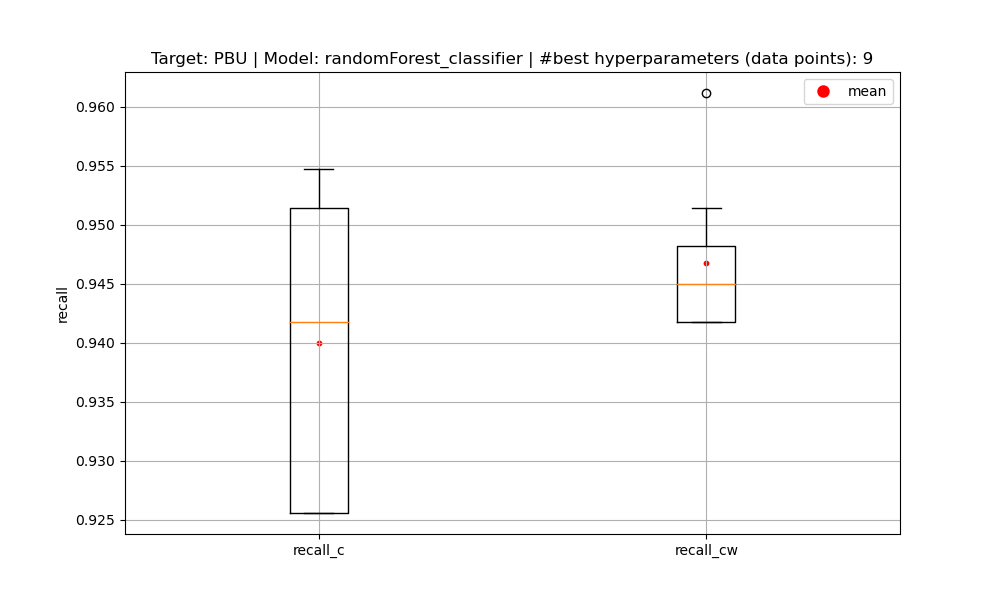 Target: PBU | Model: randomForest_classifier | #best hyperparameters (data points): 9
mean
0.960
0.955
0.950
0.945
0.940
0.935
0.930
0.925
recall
recall_c
recall_cw